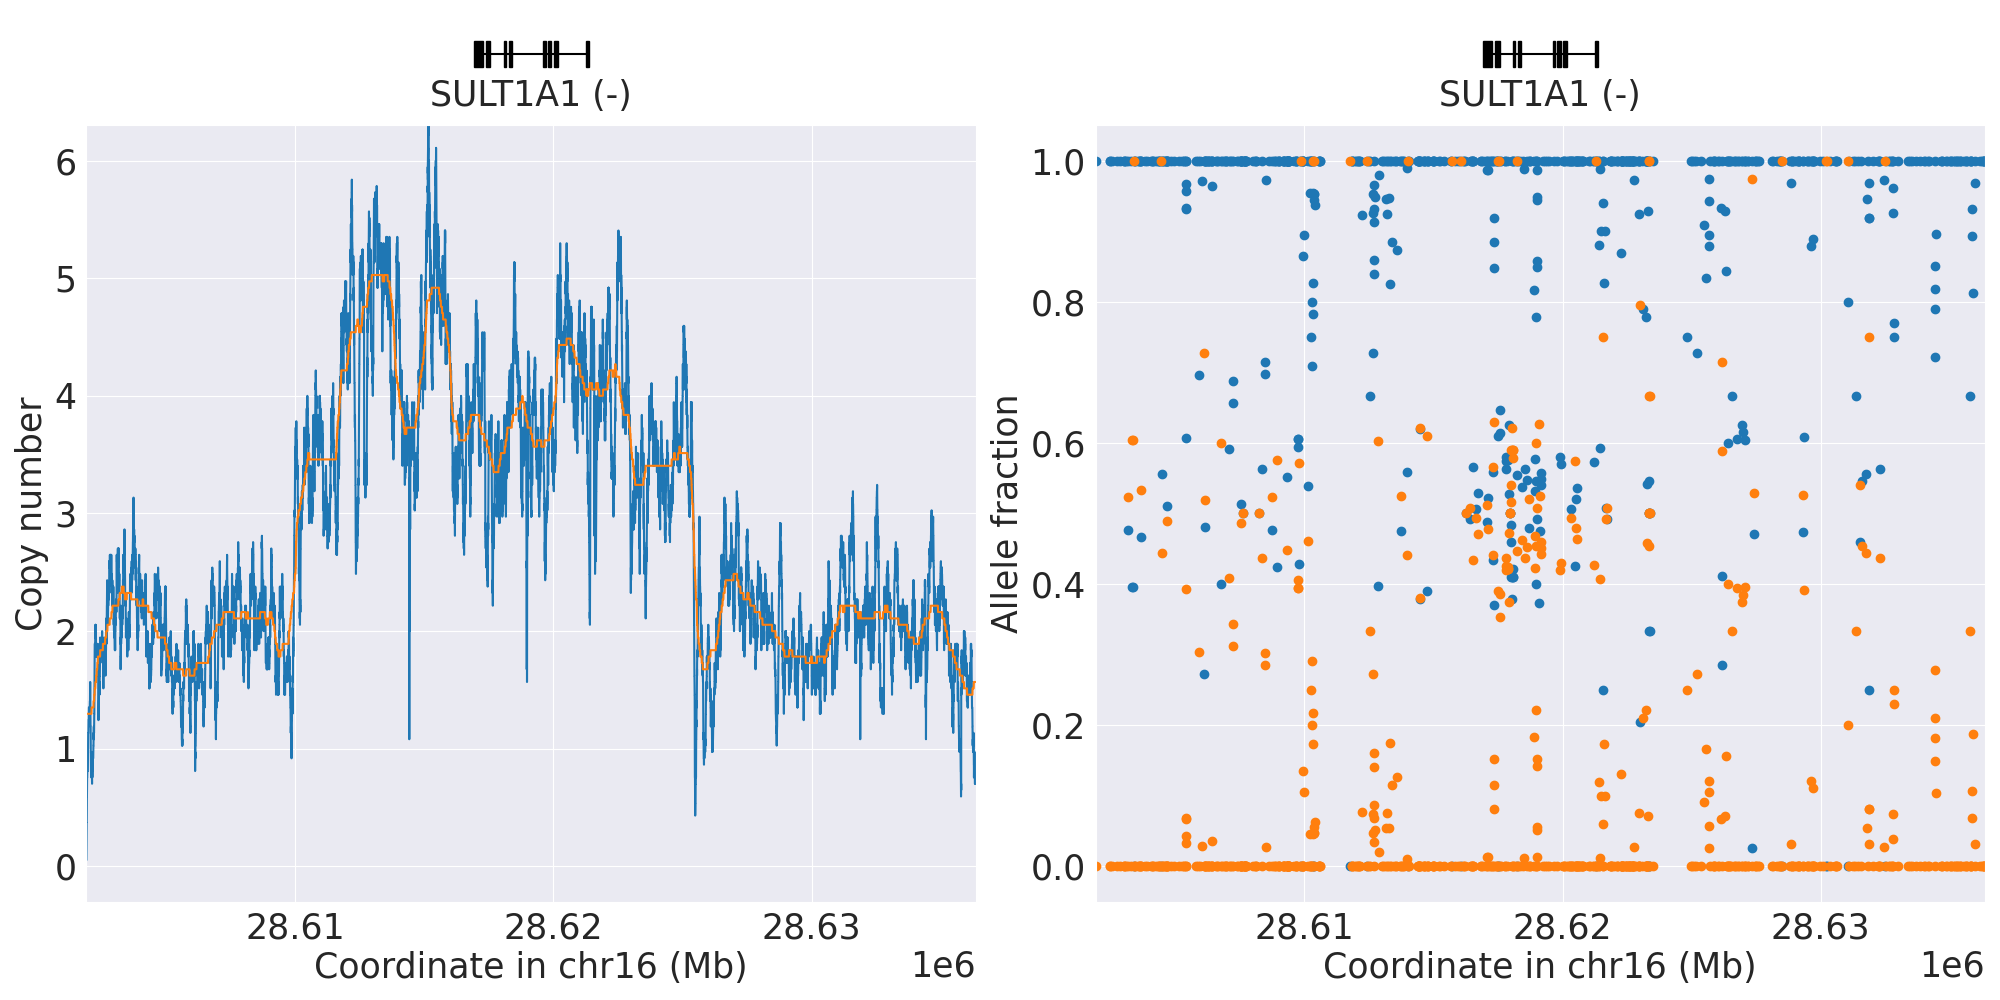 SULT1A1 (-)
Copy number
6
5
4
3
2
1
0
28.61
28.62
28.63
Coordinate in chr16 (Mb)
1e6
SULT1A1 (-)
Allele fraction
1.0
0.8
0.6
0.4
0.2
0.0
28.61
28.62
28.63
Coordinate in chr16 (Mb)
1e6